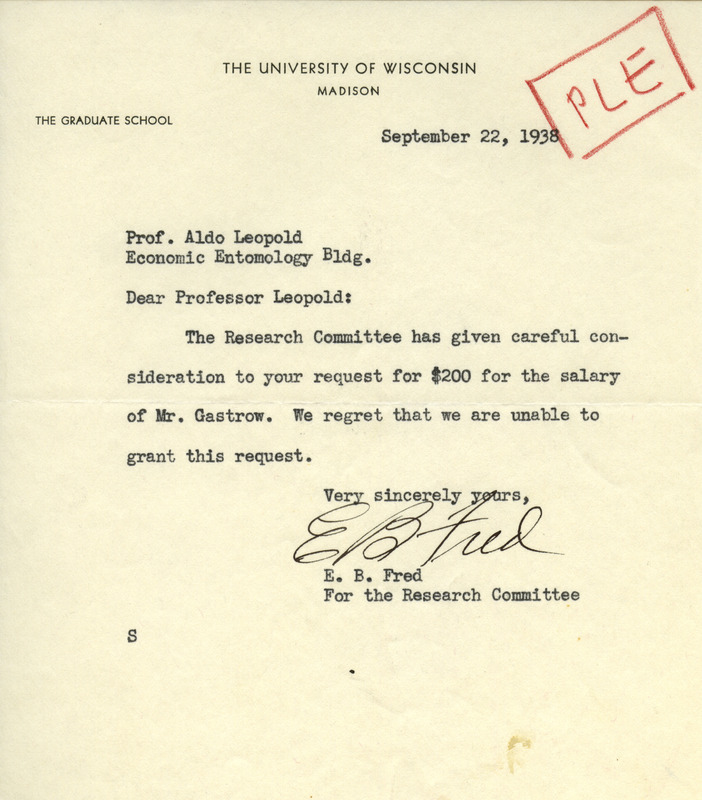 THE UNIVERSITY OF WISCONSIN
MADISON
PLE
THE GRADUATE SCHOOL
September 22, 1938
Prof. Aldo Leopold
Economic Entomology Bldg.
Dear Professor Leopold:
The Research Committee has given careful con-
sideration to your request for $200 for the salary
of Mr. Gastrow. We regret that we are unable to
grant this request.
Very sincerely yours,
E B Fred
E. B. Fred
For the Research Committee
S